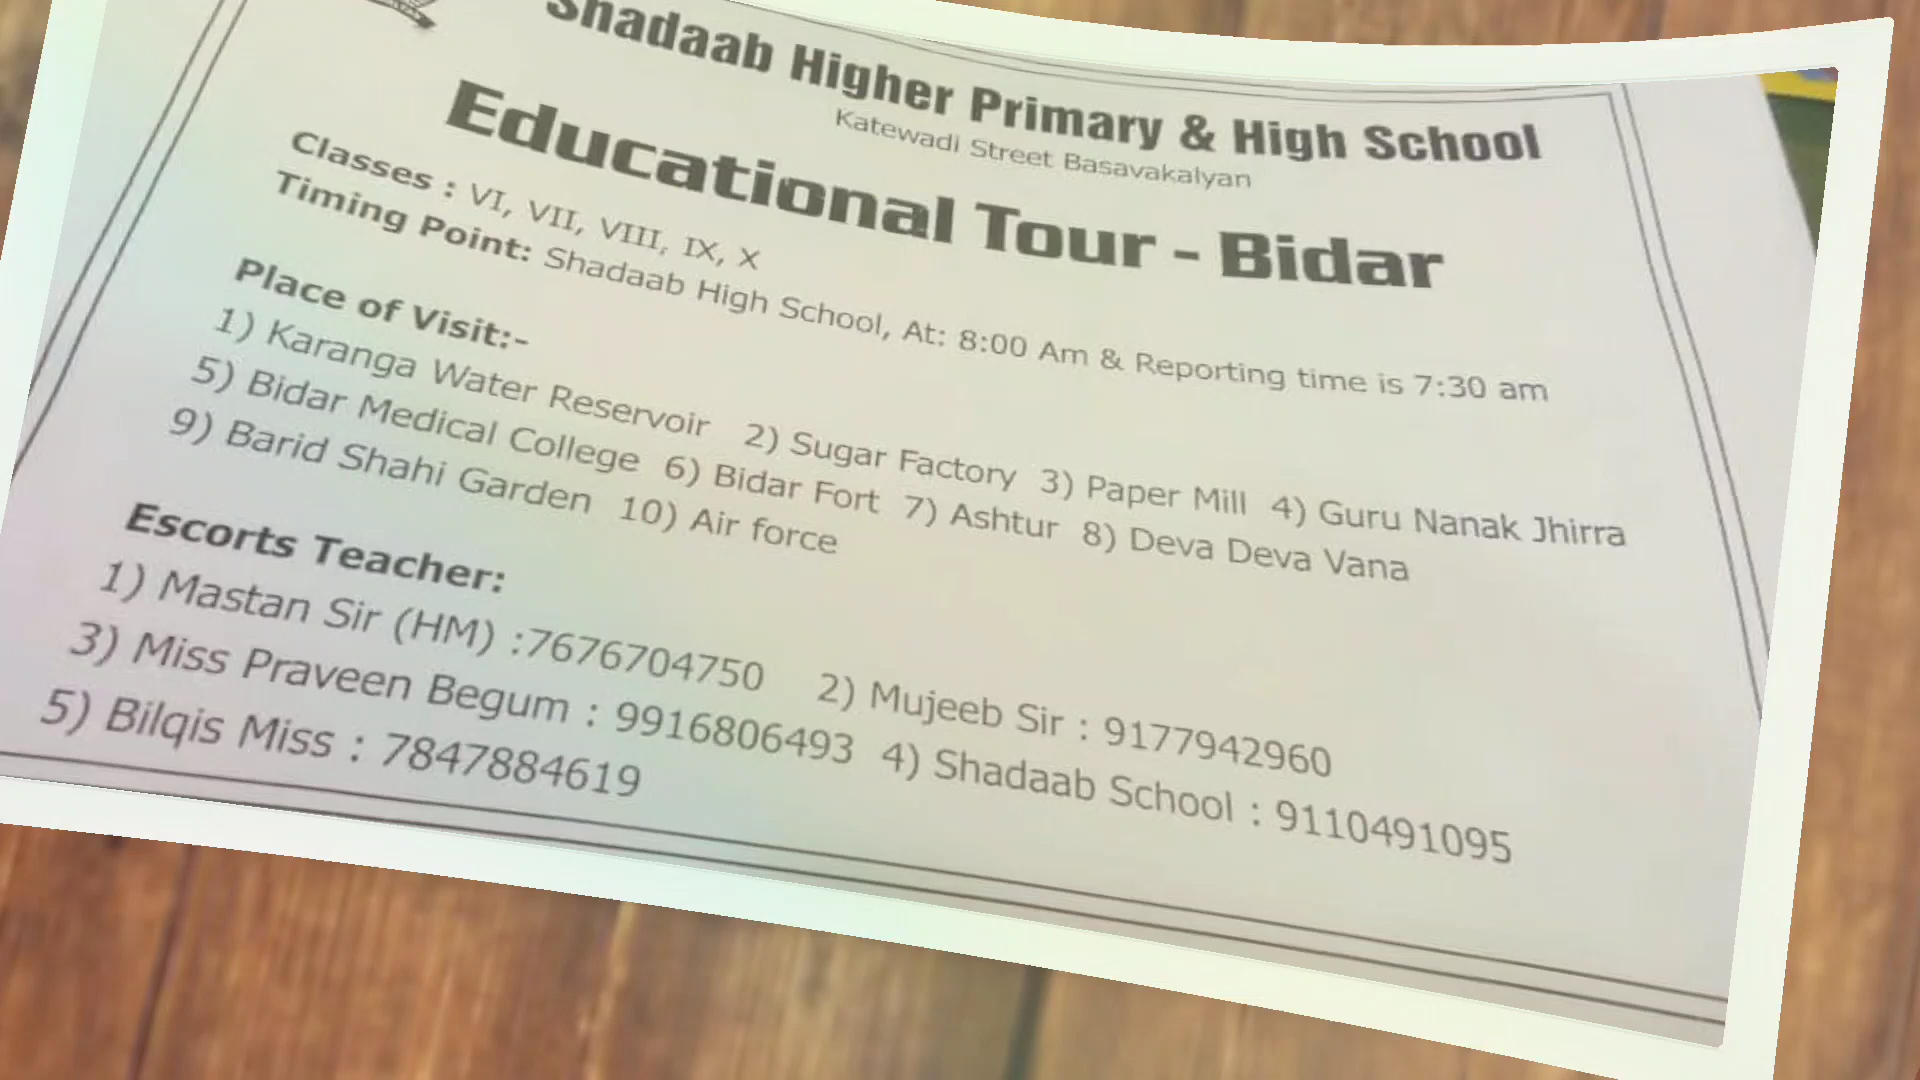 Shadaab Higher Primary & High School
Katewadi Street Basavakalyan
Educational Tour - Bidar
Classes : VI, VII, VIII, IX, X
Timing Point: Shadaab High School, At: 8:00 Am & Reporting time is 7:30 am
Place of Visit:-
1) Karanga Water Reservoir 2) Sugar Factory 3) Paper Mill 4) Guru Nanak Jhirra
5) Bidar Medical College 6) Bidar Fort 7) Ashtur 8) Deva Deva Vana
9) Barid Shahi Garden 10) Air force
Escorts Teacher:
1) Mastan Sir (HM) :7676704750 2) Mujeeb Sir : 9177942960
3) Miss Praveen Begum : 9916806493 4) Shadaab School : 9110491095
5) Bilqis Miss : 7847884619